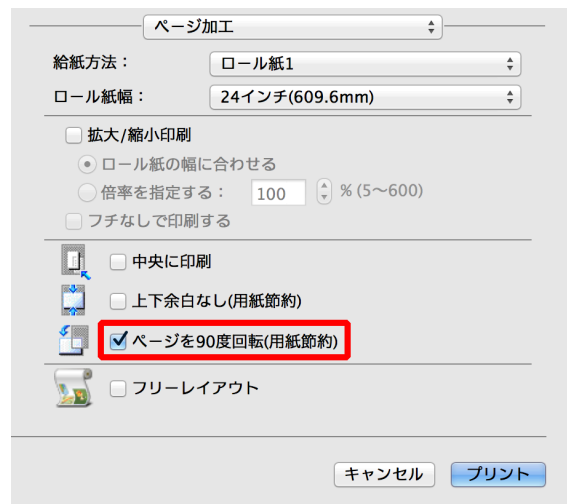 ページ加工
給紙方法： ロール紙1
ロール紙幅： 24インチ(609.6mm)
拡大/縮小印刷
ロール紙の幅に合わせる
倍率を指定する： 100 % (5〜600)
フチなしで印刷する
中央に印刷
上下余白なし(用紙節約)
ページを90度回転(用紙節約)
フリーレイアウト
キャンセル プリント